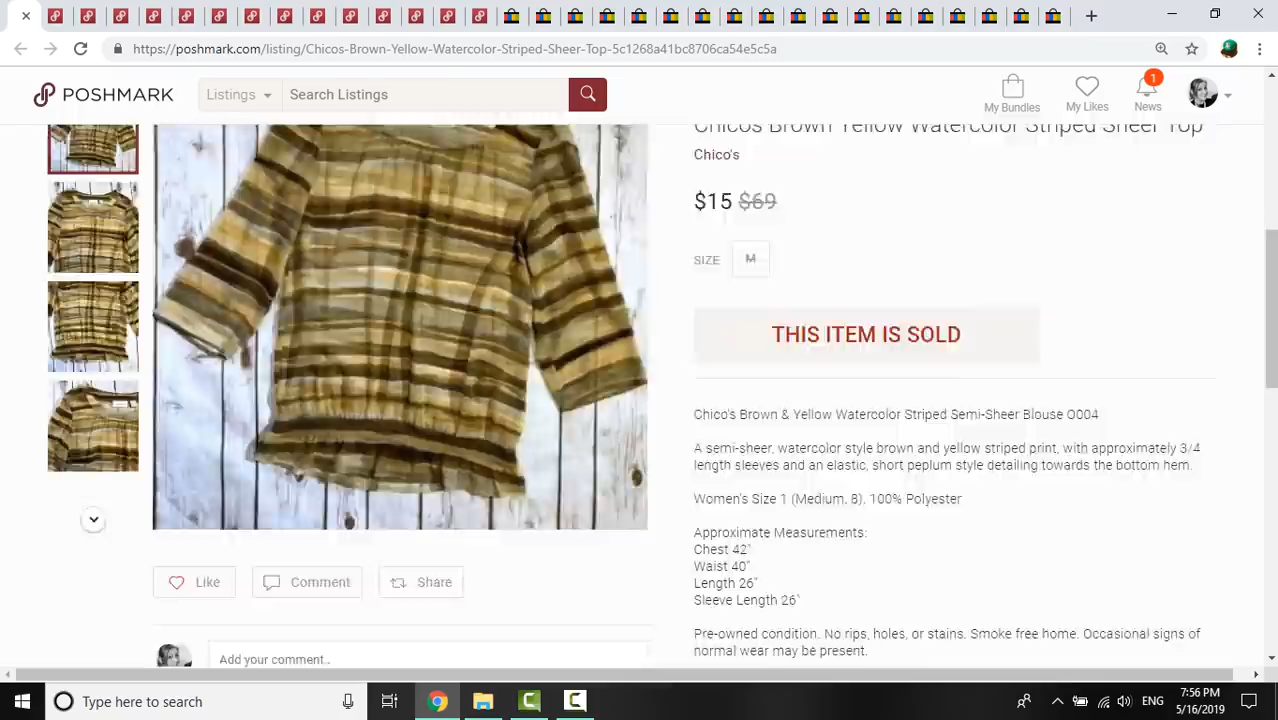 https://poshmark.com/listing/Chicos-Brown-Yellow-Watercolor-Striped-Sheer-Top-5c1268a41bc8706ca54e5c5a
POSHMARK
Listings
Search Listings
My Bundles
My Likes
1
News
Chicos Brown Yellow Watercolor Striped Sheer Top
Chico's
$15 $69
SIZE M
THIS ITEM IS SOLD
Chico's Brown & Yellow Watercolor Striped Semi-Sheer Blouse O004
A semi-sheer, watercolor style brown and yellow striped print, with approximately 3/4
length sleeves and an elastic, short peplum style detailing towards the bottom hem.
Women's Size 1 (Medium, 8). 100% Polyester
Approximate Measurements:
Chest 42"
Waist 40"
Length 26"
Sleeve Length 26"
Pre-owned condition. No rips, holes, or stains. Smoke free home. Occasional signs of
normal wear may be present.
Like
Comment
Share
Add your comment..
Type here to search
ENG
7:56 PM
5/16/2019